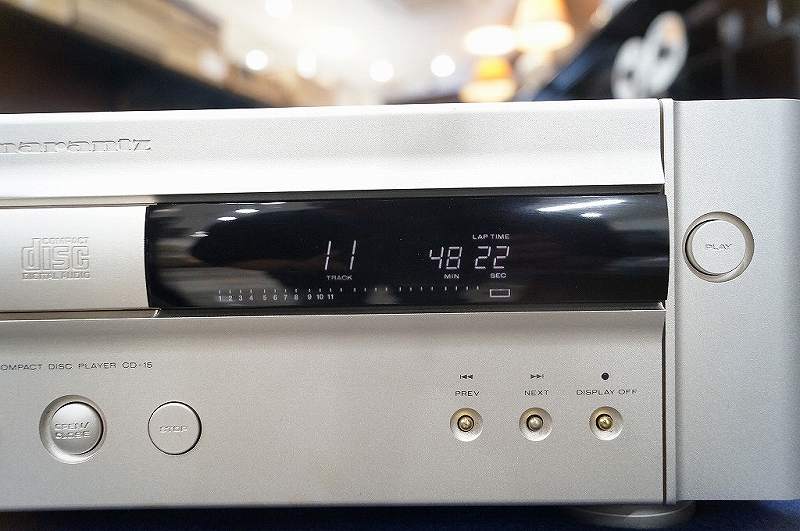 marantz
COMPACT
disc
DIGITAL AUDIO
LAP TIME
11 48 22
TRACK MIN SEC
1 2 3 4 5 6 7 8 9 10 11
PLAY
COMPACT DISC PLAYER CD-15
PREV NEXT DISPLAY OFF
OPEN/
CLOSE
STOP